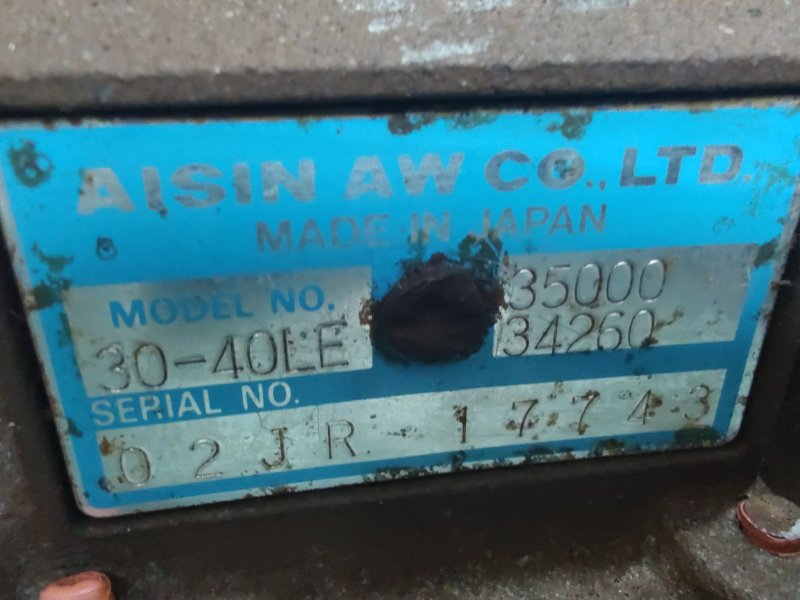 AISIN AW CO., LTD.
MADE IN JAPAN
MODEL NO.
30-40LE
35000
34260
SERIAL NO.
02JR 17743